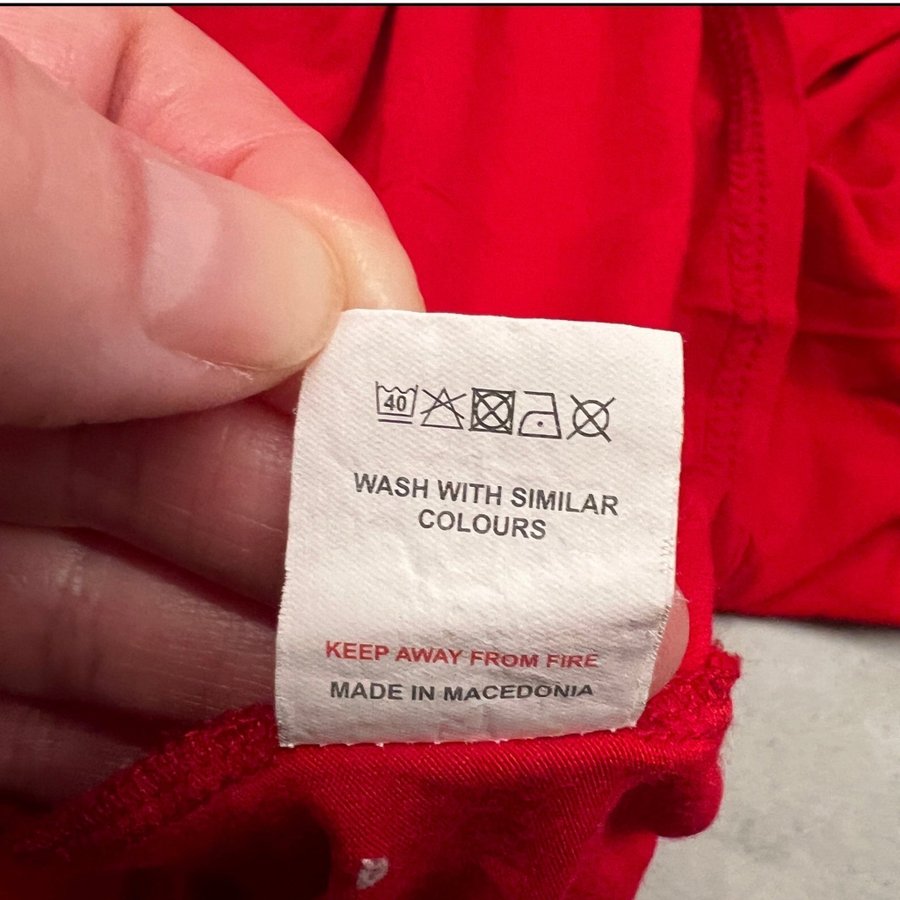 40
WASH WITH SIMILAR
COLOURS
KEEP AWAY FROM FIRE
MADE IN MACEDONIA